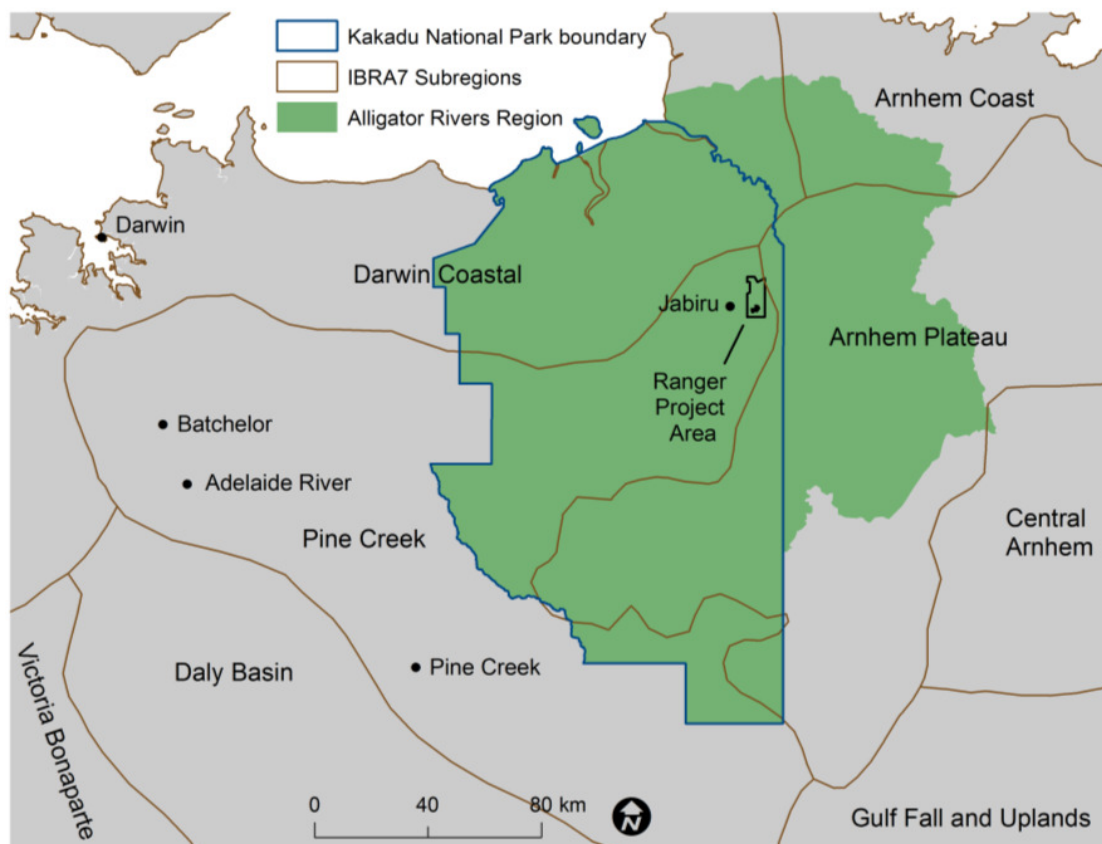 Kakadu National Park boundary
IBRA7 Subregions
Alligator Rivers Region
Arnhem Coast
Darwin
Darwin Coastal
Jabiru
Arnhem Plateau
Ranger
Project
Area
Batchelor
Adelaide River
Pine Creek
Central
Arnhem
Victoria Bonaparte
Daly Basin
Pine Creek
0 40 80 km
N
Gulf Fall and Uplands